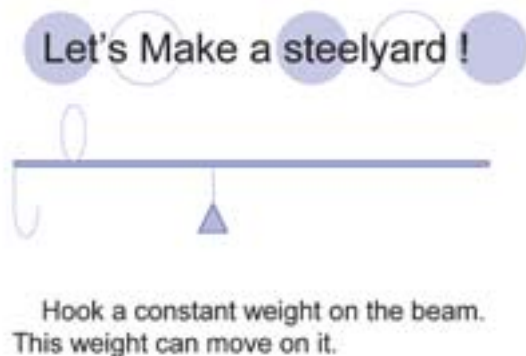 Let's Make a steelyard !
Hook a constant weight on the beam.
This weight can move on it.